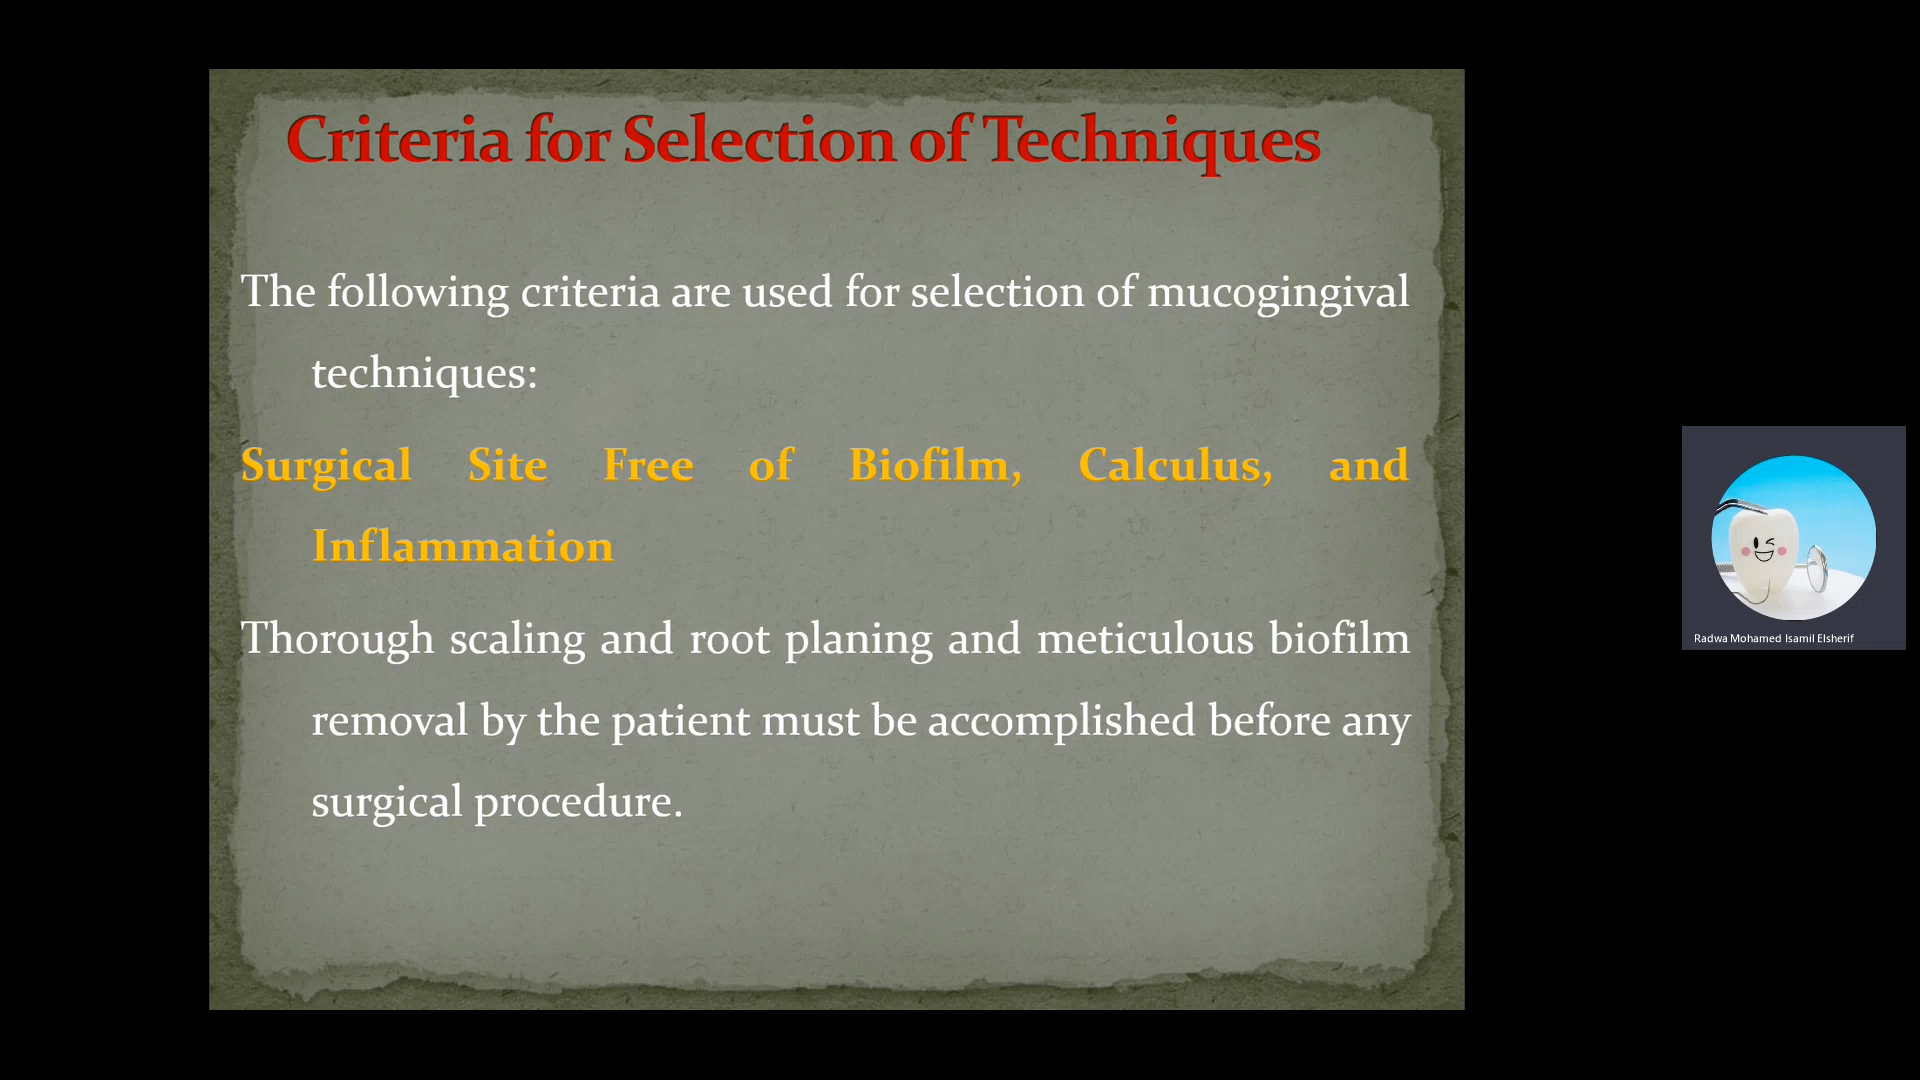 Criteria for Selection of Techniques
The following criteria are used for selection of mucogingival
techniques:
Surgical Site Free of Biofilm, Calculus, and
Inflammation
Thorough scaling and root planing and meticulous biofilm
removal by the patient must be accomplished before any
surgical procedure.
Radwa Mohamed Isamil Elsherif